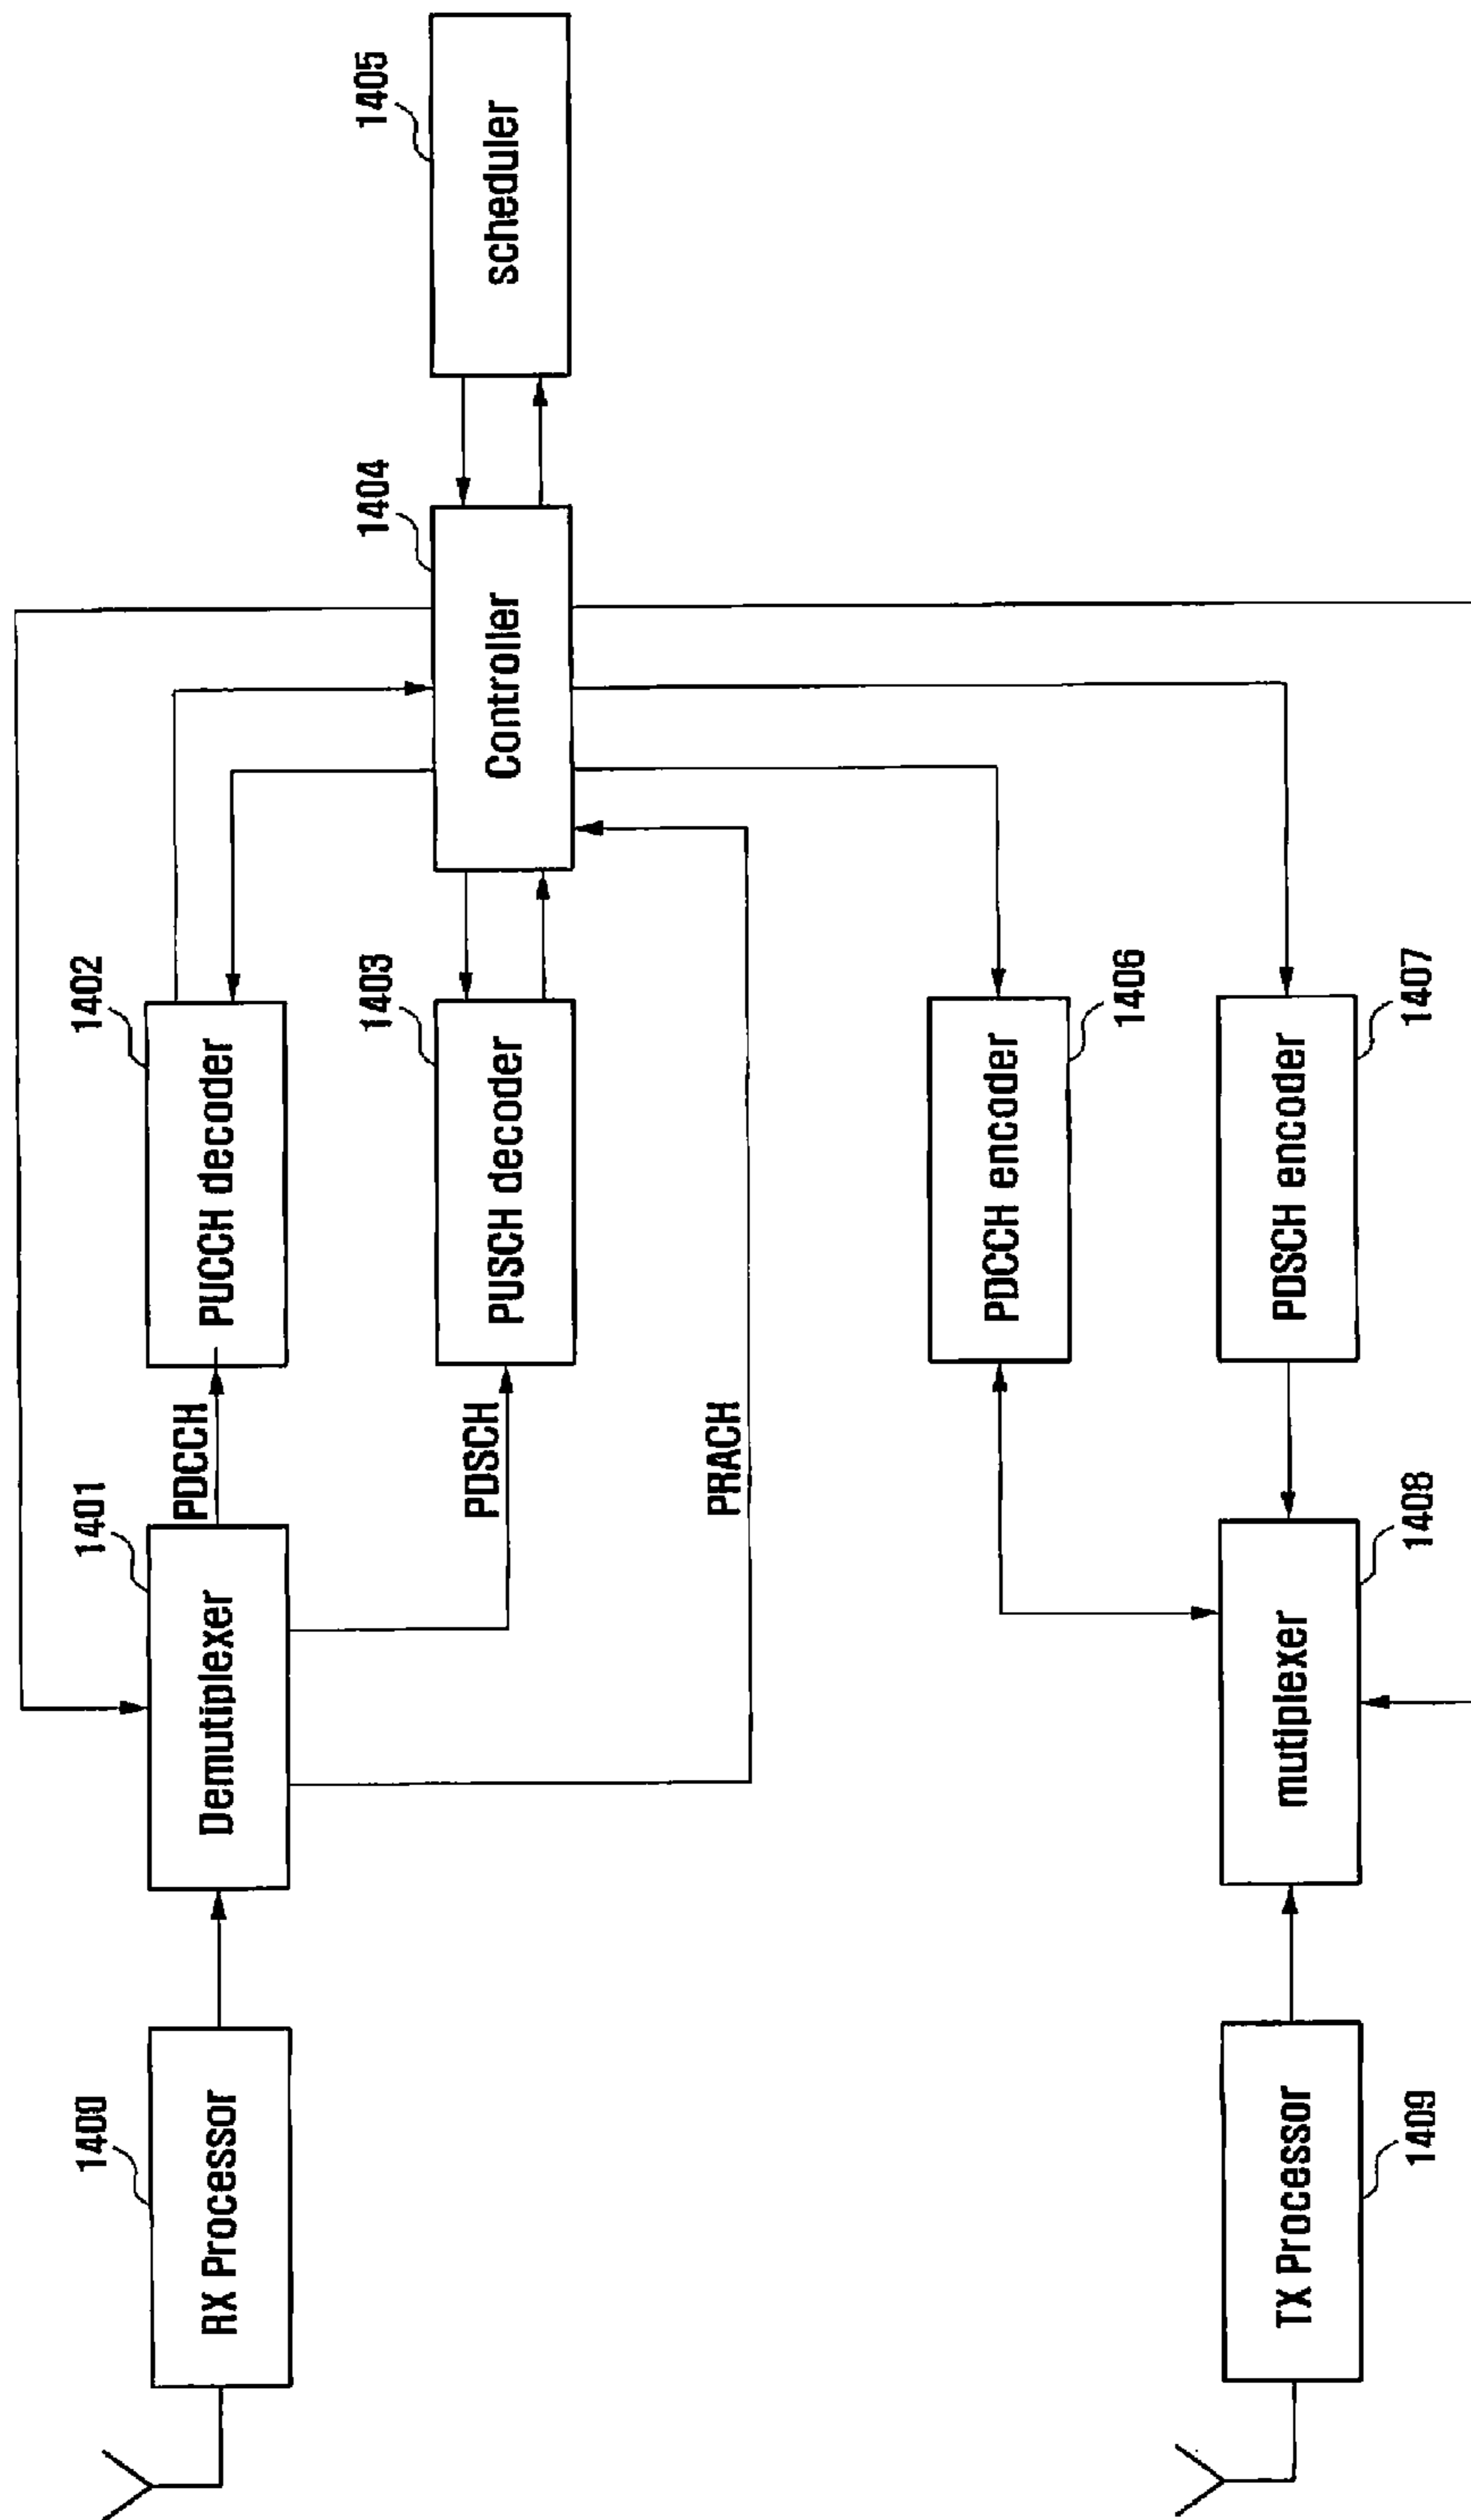 1400
RX Processor
1401
Demutiplexer
PDCCH
PDSCH
PRACH
1402
PUCCH decoder
1403
PUSCH decoder
1404
Controller
1405
scheduler
PDCCH encoder
1406
PDSCH encoder
1407
mutiplexer
1408
TX Processor
1409